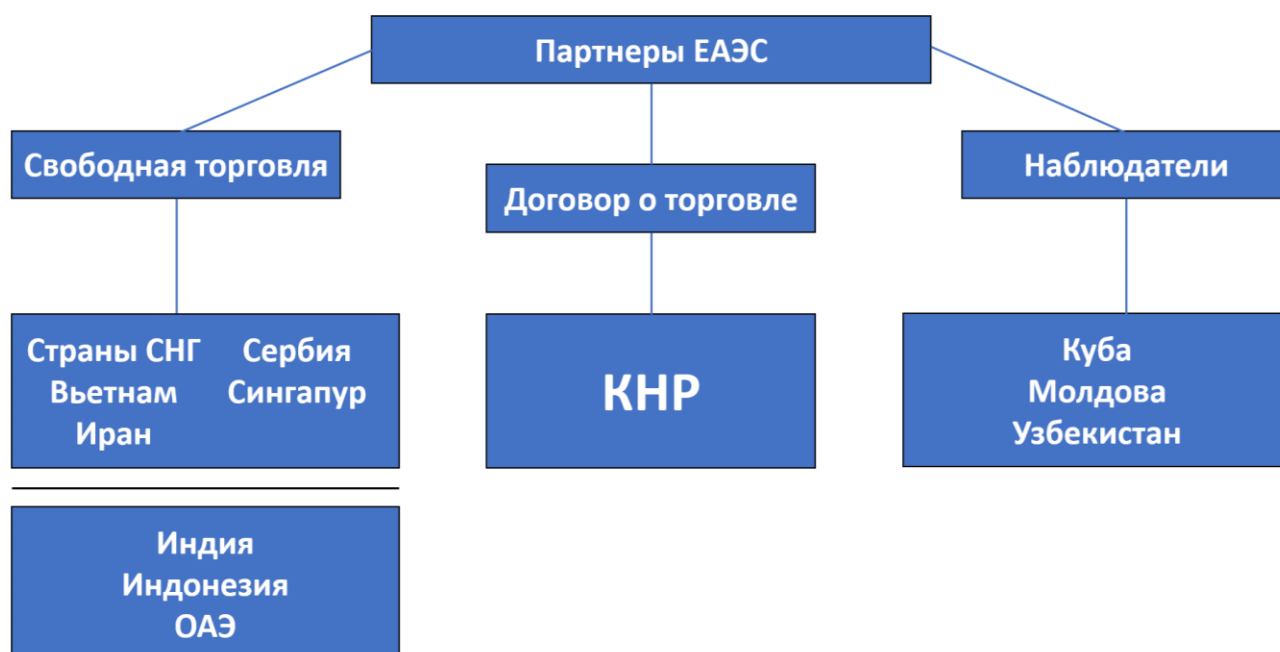 Партнеры ЕАЭС
Свободная торговля
Договор о торговле
Наблюдатели
Страны СНГ Сербия
Вьетнам Сингапур
Иран
КНР
Куба
Молдова
Узбекистан
Индия
Индонезия
ОАЭ